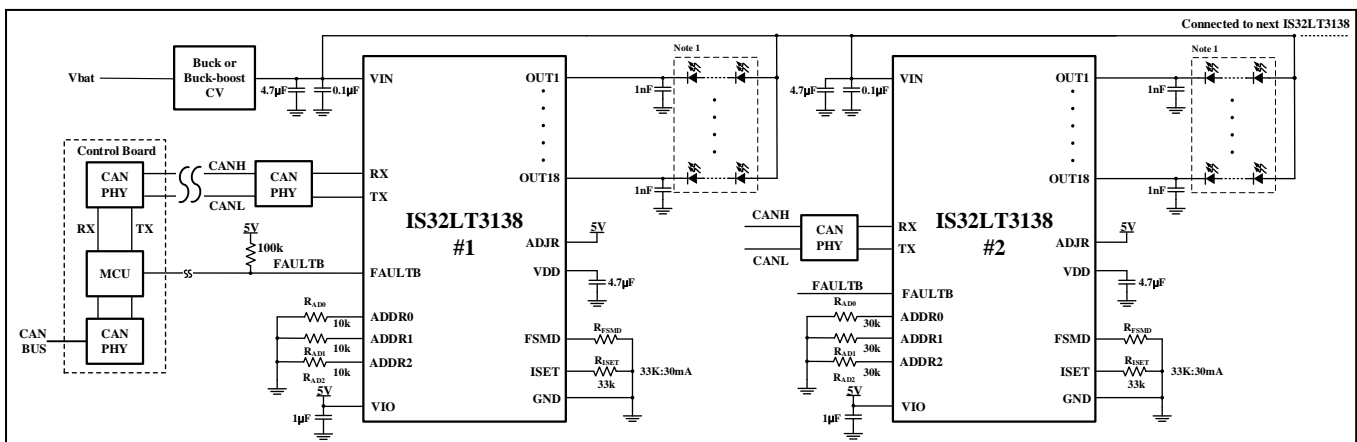 Connected to next IS32LT3138
Vbat
Buck or
Buck-boost
CV
4.7µF
0.1µF
VIN
OUT1
1nF
Note 1
OUT18
1nF
Control Board
CAN
PHY
CANH
CANL
CAN
PHY
RX
TX
RX
TX
MCU
CAN
PHY
CAN
BUS
5V
100k
FAULTB
FAULTB
IS32LT3138
#1
ADJR
5V
VDD
4.7µF
RAD0
10k
ADDR0
RAD1
10k
ADDR1
RAD2
10k
ADDR2
5V
1µF
VIO
FSMD
RFSMD
ISET
RISET
33k
33K:30mA
GND
4.7µF
0.1µF
VIN
OUT1
1nF
Note 1
OUT18
1nF
CANH
CANL
CAN
PHY
RX
TX
FAULTB
FAULTB
IS32LT3138
#2
ADJR
5V
VDD
4.7µF
RAD0
30k
ADDR0
RAD1
30k
ADDR1
RAD2
30k
ADDR2
5V
1µF
VIO
FSMD
RFSMD
ISET
RISET
33k
33K:30mA
GND